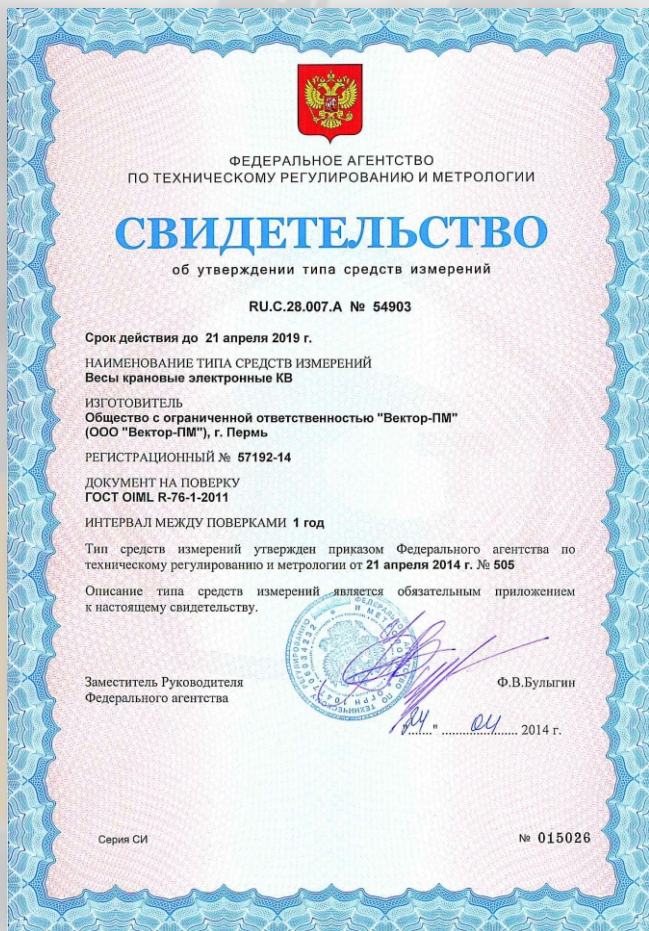 ФЕДЕРАЛЬНОЕ АГЕНТСТВО
ПО ТЕХНИЧЕСКОМУ РЕГУЛИРОВАНИЮ И МЕТРОЛОГИИ
СВИДЕТЕЛЬСТВО
об утверждении типа средств измерений
RU.C.28.007.A № 54903
Срок действия до 21 апреля 2019 г.
НАИМЕНОВАНИЕ ТИПА СРЕДСТВ ИЗМЕРЕНИЙ
Весы крановые электронные КВ
ИЗГОТОВИТЕЛЬ
Общество с ограниченной ответственностью "Вектор-ПМ"
(ООО "Вектор-ПМ"), г. Пермь
РЕГИСТРАЦИОННЫЙ № 57192-14
ДОКУМЕНТ НА ПОВЕРКУ
ГОСТ OIML R-76-1-2011
ИНТЕРВАЛ МЕЖДУ ПОВЕРКАМИ 1 год
Тип средств измерений утвержден приказом Федерального агентства по
техническому регулированию и метрологии от 21 апреля 2014 г. № 505
Описание типа средств измерений является обязательным приложением
к настоящему свидетельству.
Заместитель Руководителя
Федерального агентства
Ф.В.Булыгин
"24" 04 2014 г.
Серия СИ
№ 015026